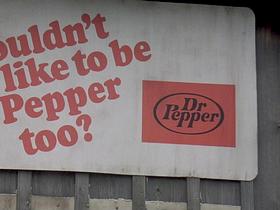 ouldn't
like to be
Pepper
too?
Dr
Pepper